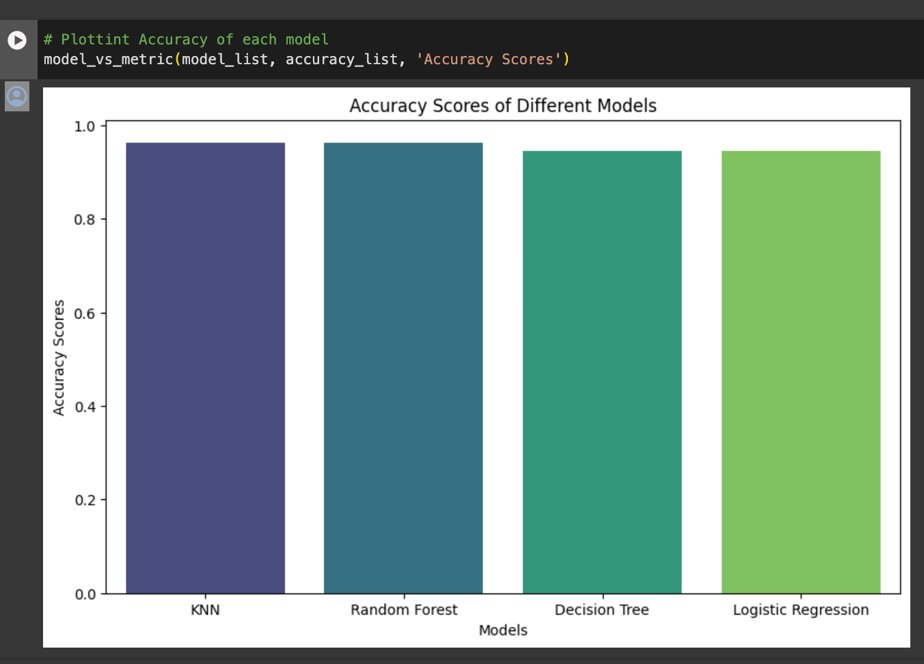 # Plottint Accuracy of each model
model_vs_metric(model_list, accuracy_list, 'Accuracy Scores')
Accuracy Scores of Different Models
1.0
0.8
0.6
0.4
0.2
0.0
Accuracy Scores
KNN Random Forest Decision Tree Logistic Regression
Models